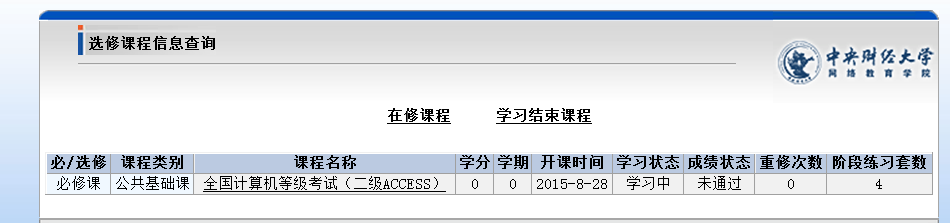 选修课程信息查询
中央财经大学
网络教育学院
在修课程 学习结束课程
必/选修 课程类别 课程名称 学分 学期 开课时间 学习状态 成绩状态 重修次数 阶段练习套数
必修课 公共基础课 全国计算机等级考试（二级ACCESS） 0 0 2015-8-28 学习中 未通过 0 4